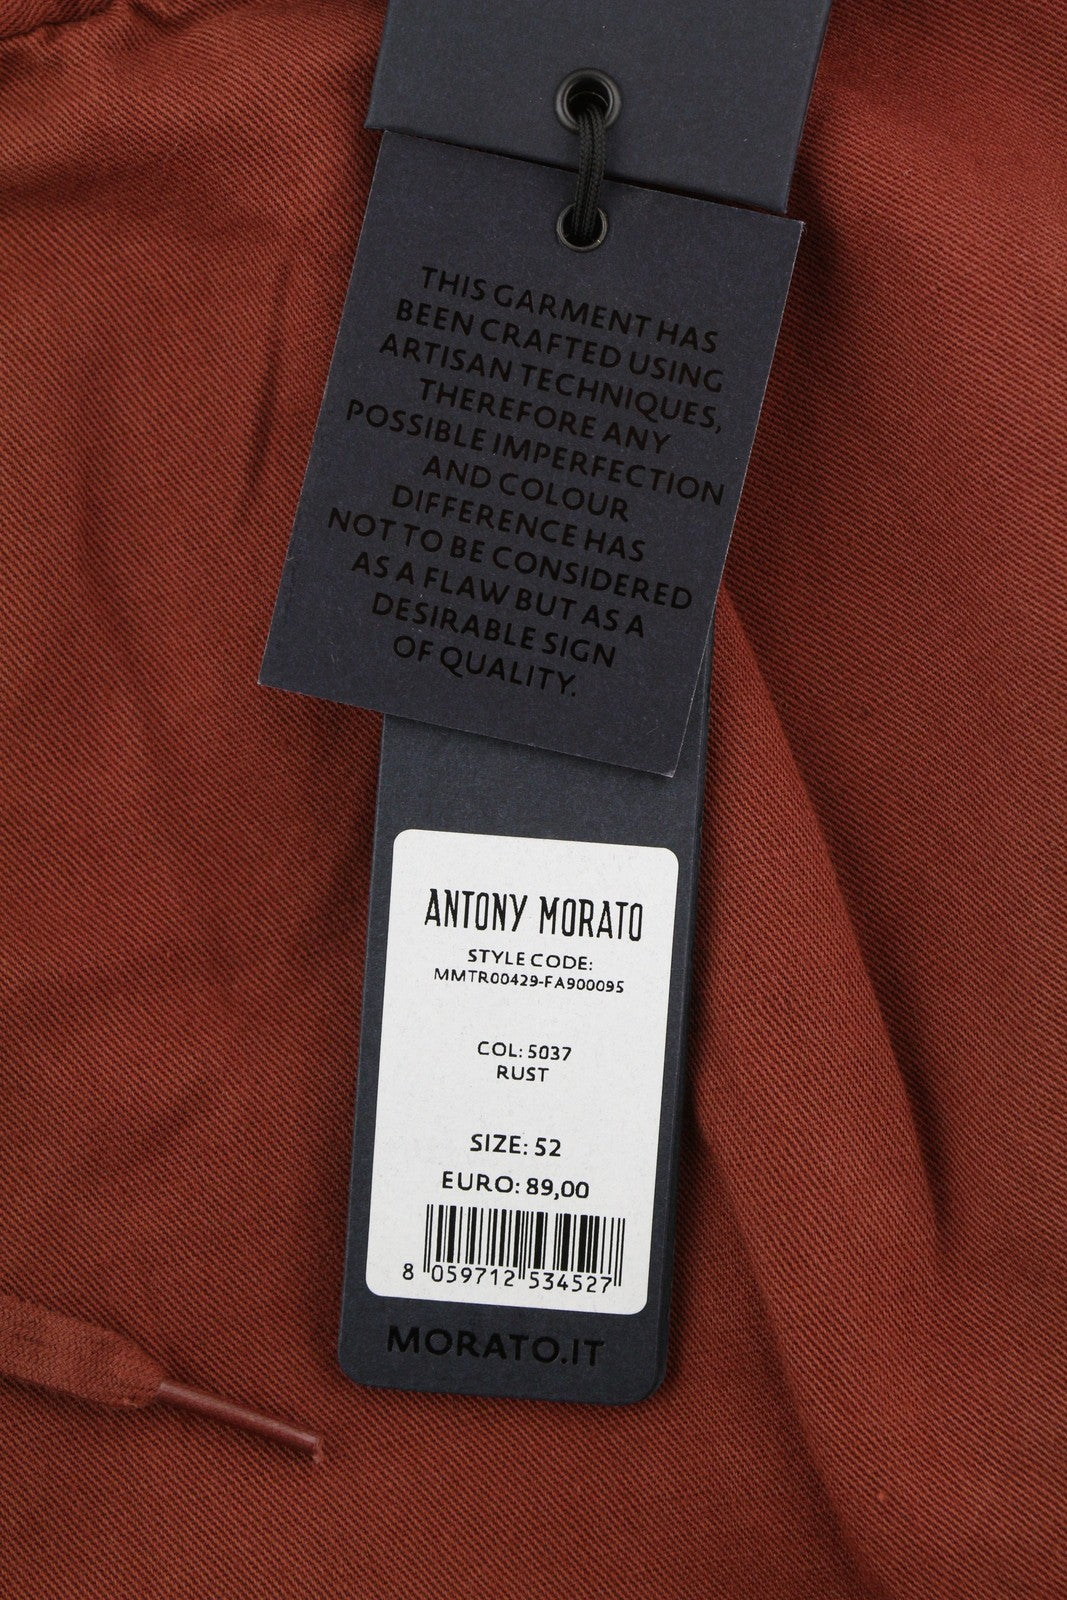 THIS GARMENT HAS
BEEN CRAFTED USING
ARTISAN TECHNIQUES,
THEREFORE ANY
POSSIBLE IMPERFECTION
AND COLOUR
DIFFERENCE HAS
NOT TO BE CONSIDERED
AS A FLAW BUT AS A
DESIRABLE SIGN
OF QUALITY.
ANTONY MORATO
STYLE CODE:
MMTR00429-FA900095
COL: 5037
RUST
SIZE: 52
EURO: 89,00
8 059712 534527
MORATO.IT